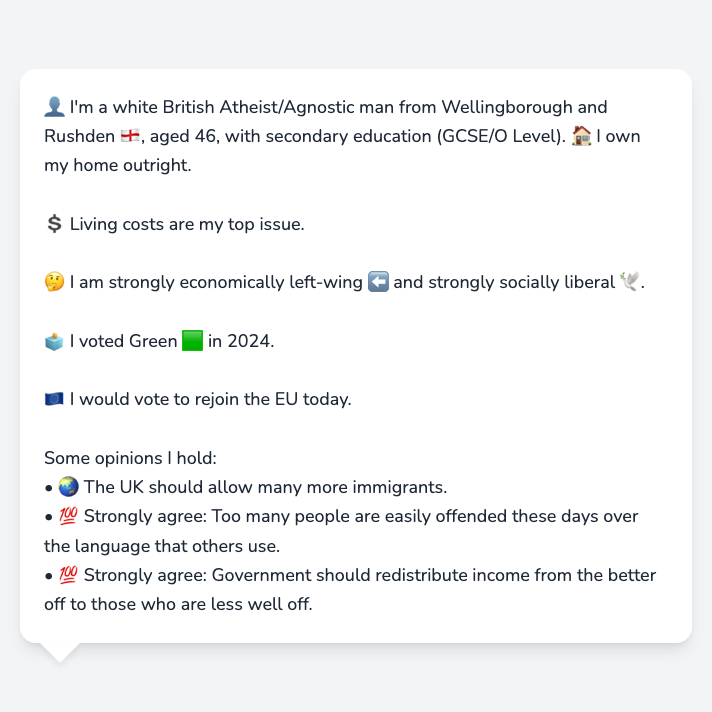 👤 I'm a white British Atheist/Agnostic man from Wellingborough and
Rushden 🏴󠁧󠁢󠁥󠁮󠁧󠁿, aged 46, with secondary education (GCSE/O Level). 🏠 I own
my home outright.
💲 Living costs are my top issue.
🤔 I am strongly economically left-wing ⬅️ and strongly socially liberal 🕊️.
🗳️ I voted Green 🟩 in 2024.
🇪🇺 I would vote to rejoin the EU today.
Some opinions I hold:
• 🌏 The UK should allow many more immigrants.
• 💯 Strongly agree: Too many people are easily offended these days over
the language that others use.
• 💯 Strongly agree: Government should redistribute income from the better
off to those who are less well off.